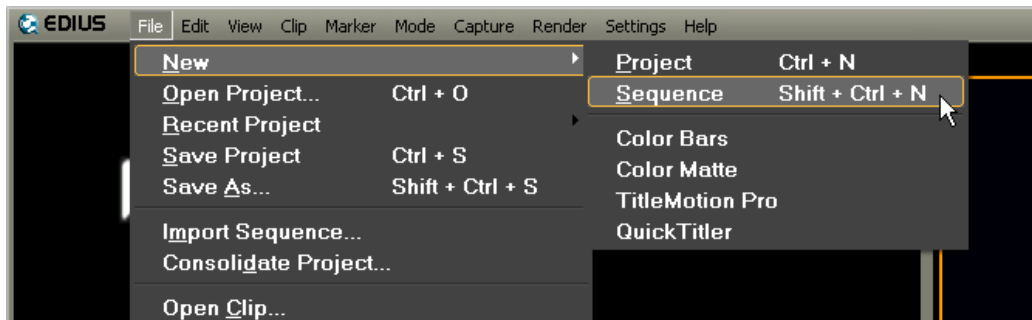 EDIUS File Edit View Clip Marker Mode Capture Render Settings Help
New
Open Project... Ctrl + O
Recent Project
Save Project Ctrl + S
Save As... Shift + Ctrl + S
Import Sequence...
Consolidate Project...
Open Clip...
Project Ctrl + N
Sequence Shift + Ctrl + N
Color Bars
Color Matte
TitleMotion Pro
QuickTitler